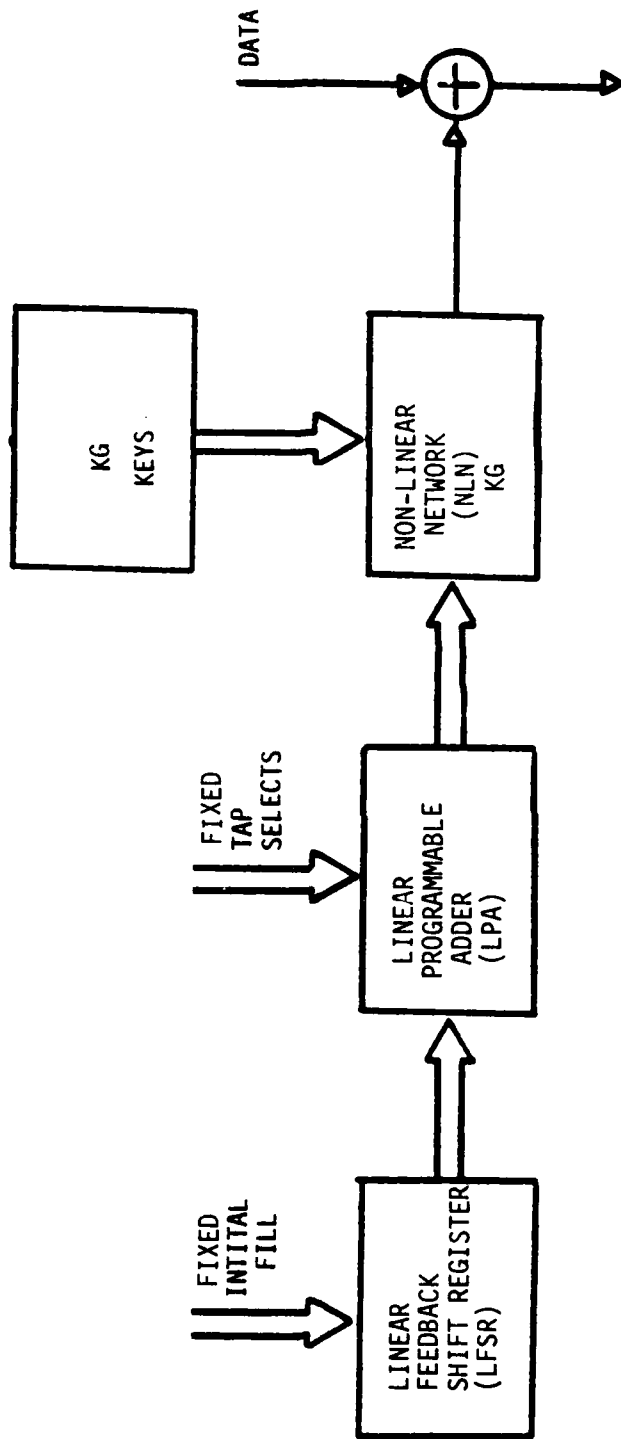 FIXED
INTITAL
FILL
LINEAR
FEEDBACK
SHIFT REGISTER
(LFSR)
FIXED
TAP
SELECTS
LINEAR
PROGRAMMABLE
ADDER
(LPA)
KG
KEYS
NON-LINEAR
NETWORK
(NLN)
KG
DATA